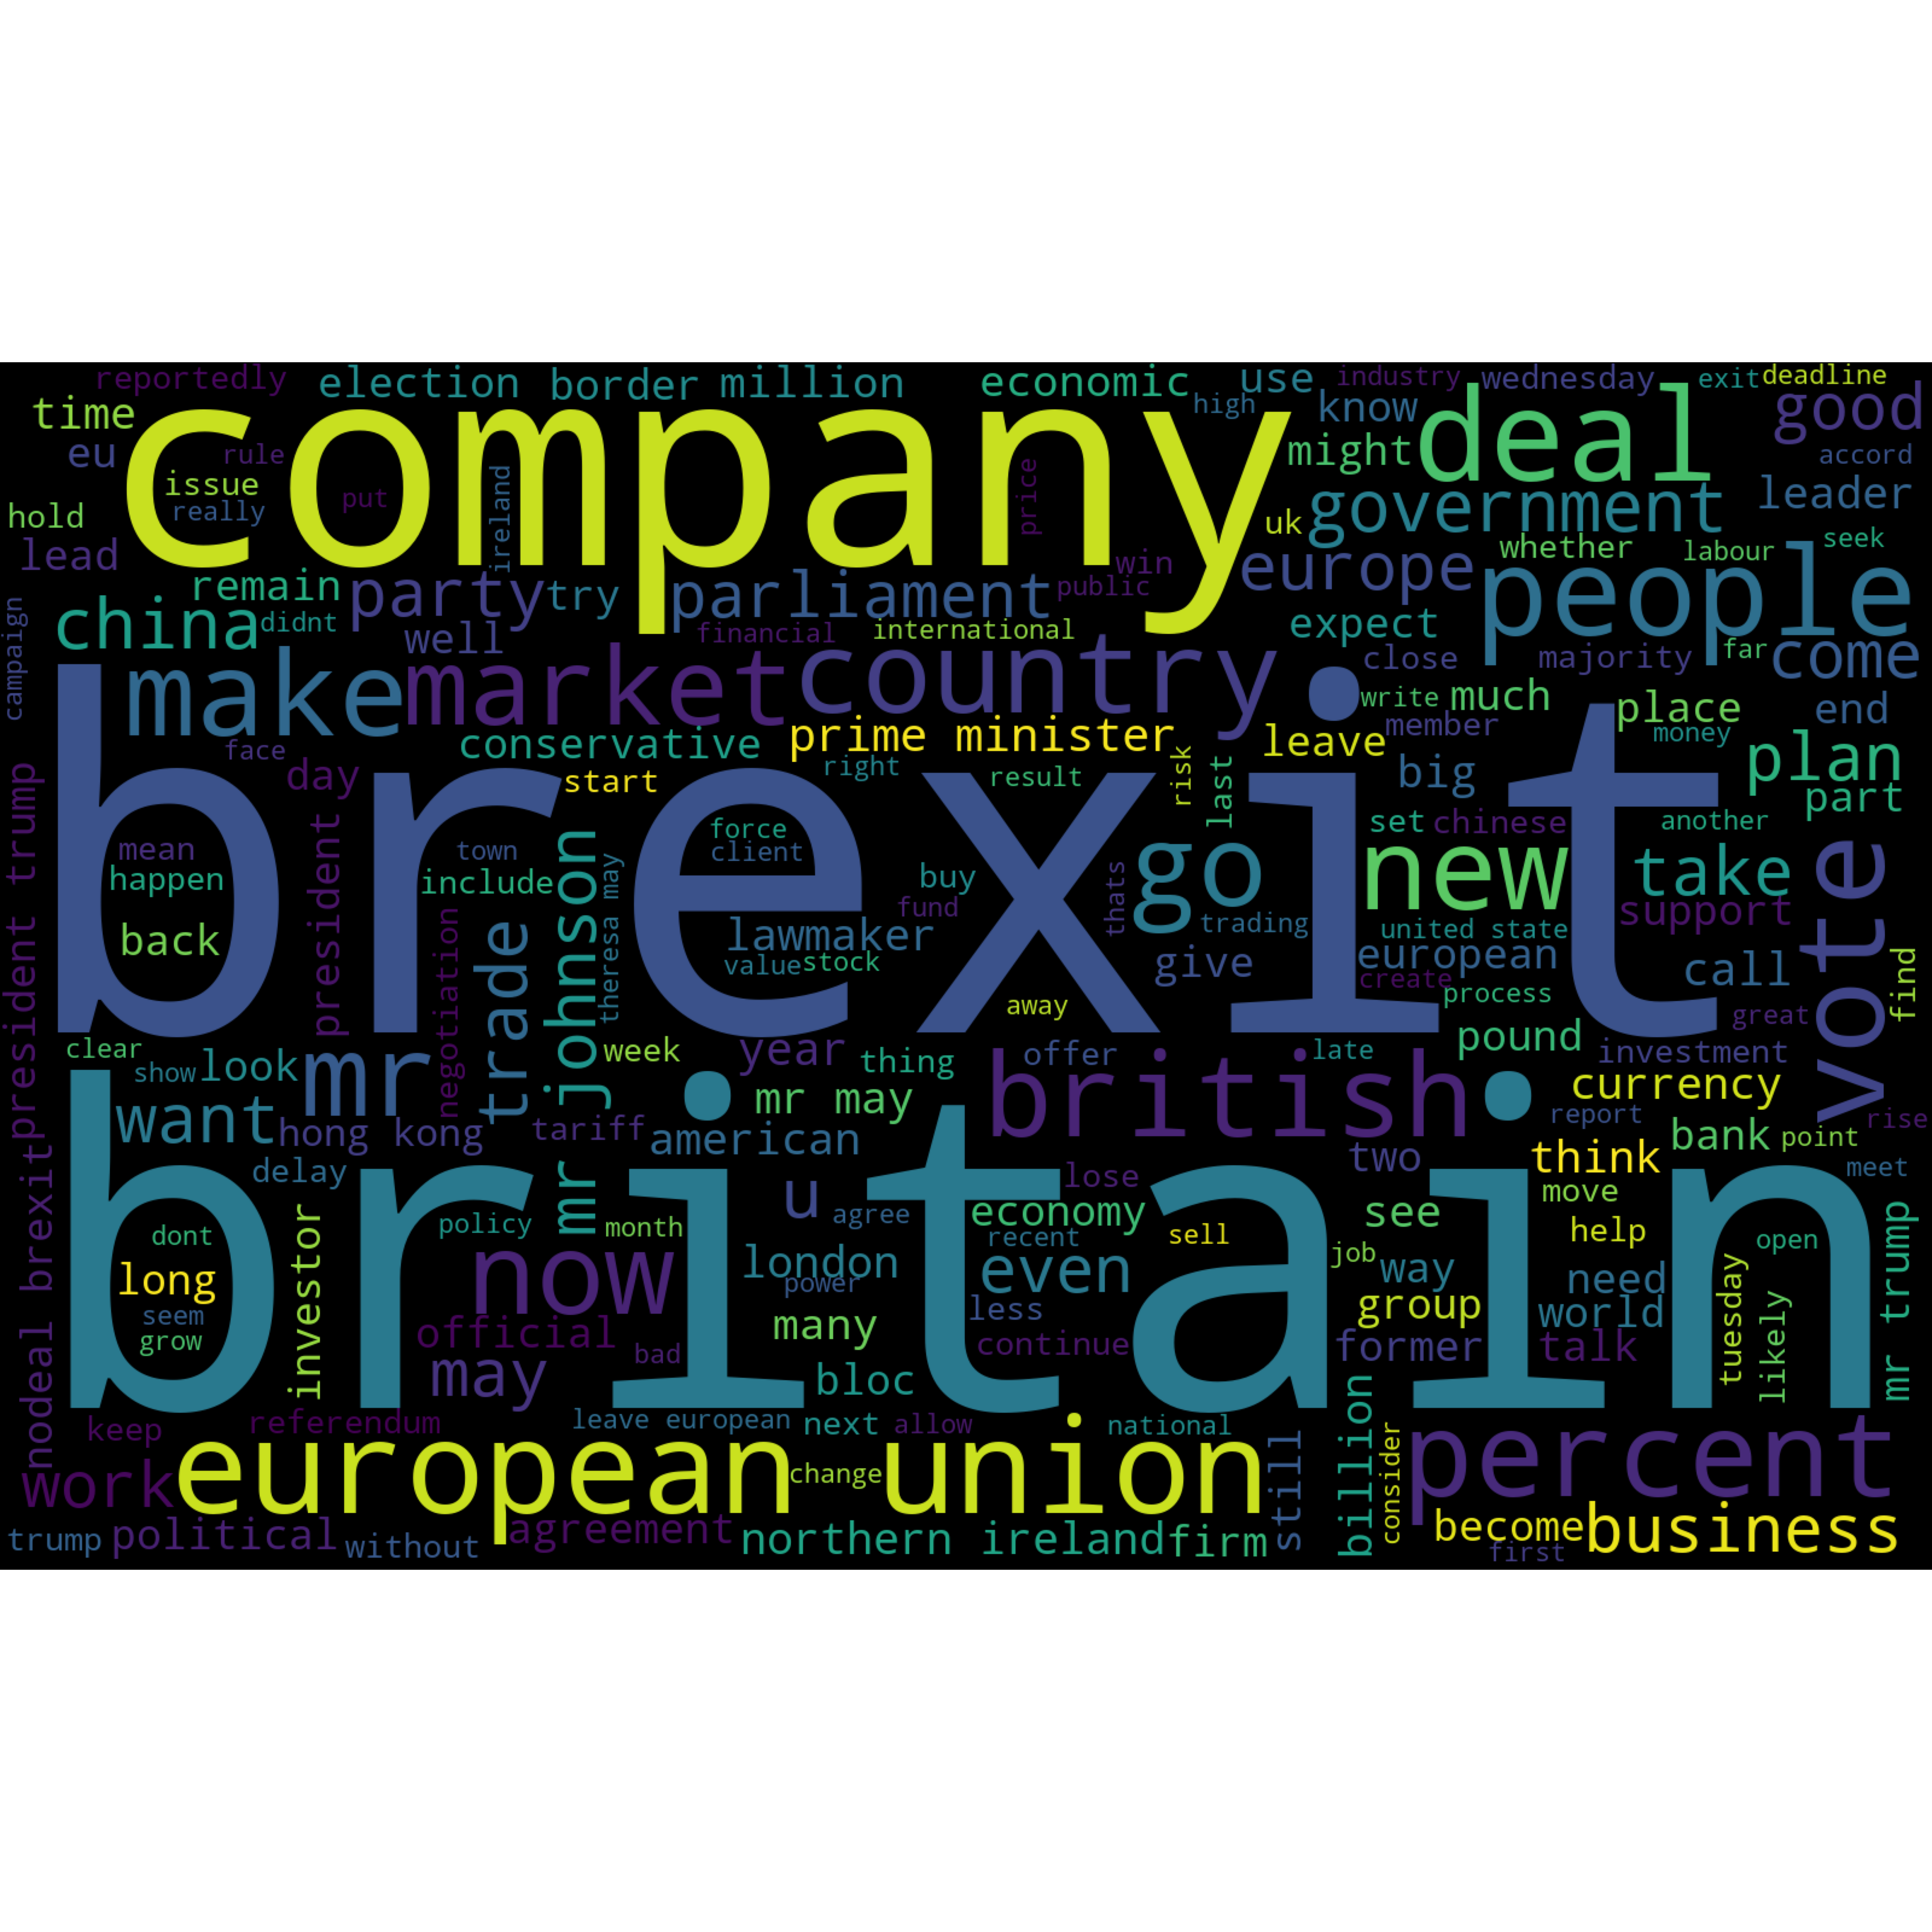 reportedly
election
border
million
economic
use
industry
wednesday
exit
deadline
time
company
high
know
deal
good
eu
rule
issue
really
put
ireland
price
might
accord
hold
uk
government
leader
lead
win
whether
labour
seek
remain
party
try
parliament
public
europe
people
china
didnt
well
financial
international
expect
campaign
make
market
country
close
majority
far
come
write
much
member
place
end
money
face
conservative
prime minister
leave
right
result
risk
last
big
plan
part
day
start
brexit
set
chinese
another
mean
town
force
client
happen
include
president
johnson
mr johnson
theresa may
buy
fund
thats
go
new
take
vote
support
back
trade
negotiation
lawmaker
value
stock
trading
give
united state
european
create
process
call
find
away
great
president trump
clear
show
look
mr
week
year
thing
offer
late
pound
investment
want
mr may
british
currency
report
rise
hong kong
tariff
american
bank
point
delay
two
think
meet
britain
lose
u
agree
economy
see
move
dont
policy
month
recent
sell
help
open
long
investor
now
london
power
even
job
way
need
world
seem
less
group
tuesday
likely
mr trump
grow
official
bad
many
continue
former
talk
may
bloc
nodeal brexit
keep
referendum
leave european
next
allow
national
billion
consider
percent
work
european union
change
still
trump
political
without
agreement
northern ireland
firm
become
business
first